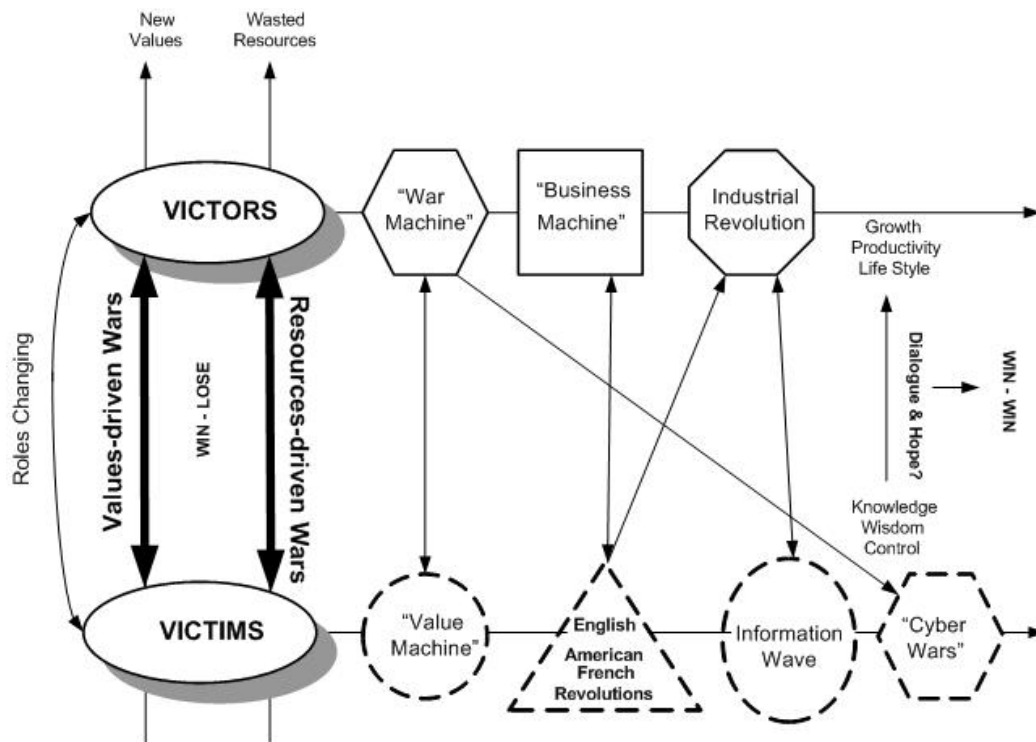 New
Values
Wasted
Resources
VICTORS
“War
Machine”
“Business
Machine”
Industrial
Revolution
Growth
Productivity
Life Style
Roles Changing
Values-driven Wars
WIN - LOSE
Resources-driven Wars
Dialogue & Hope?
WIN - WIN
Knowledge
Wisdom
Control
VICTIMS
“Value
Machine”
English
American
French
Revolutions
Information
Wave
“Cyber
Wars”